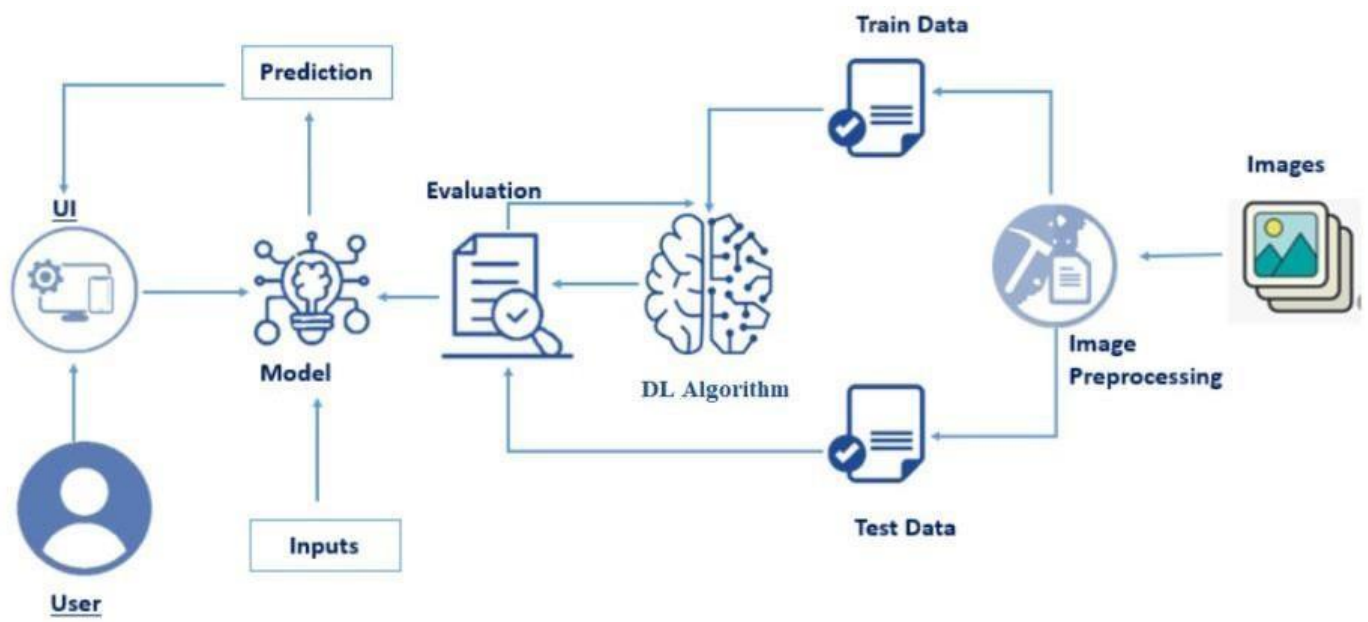 Train Data
Prediction
Images
Evaluation
UI
Image
Preprocessing
Model
DL Algorithm
Test Data
Inputs
User